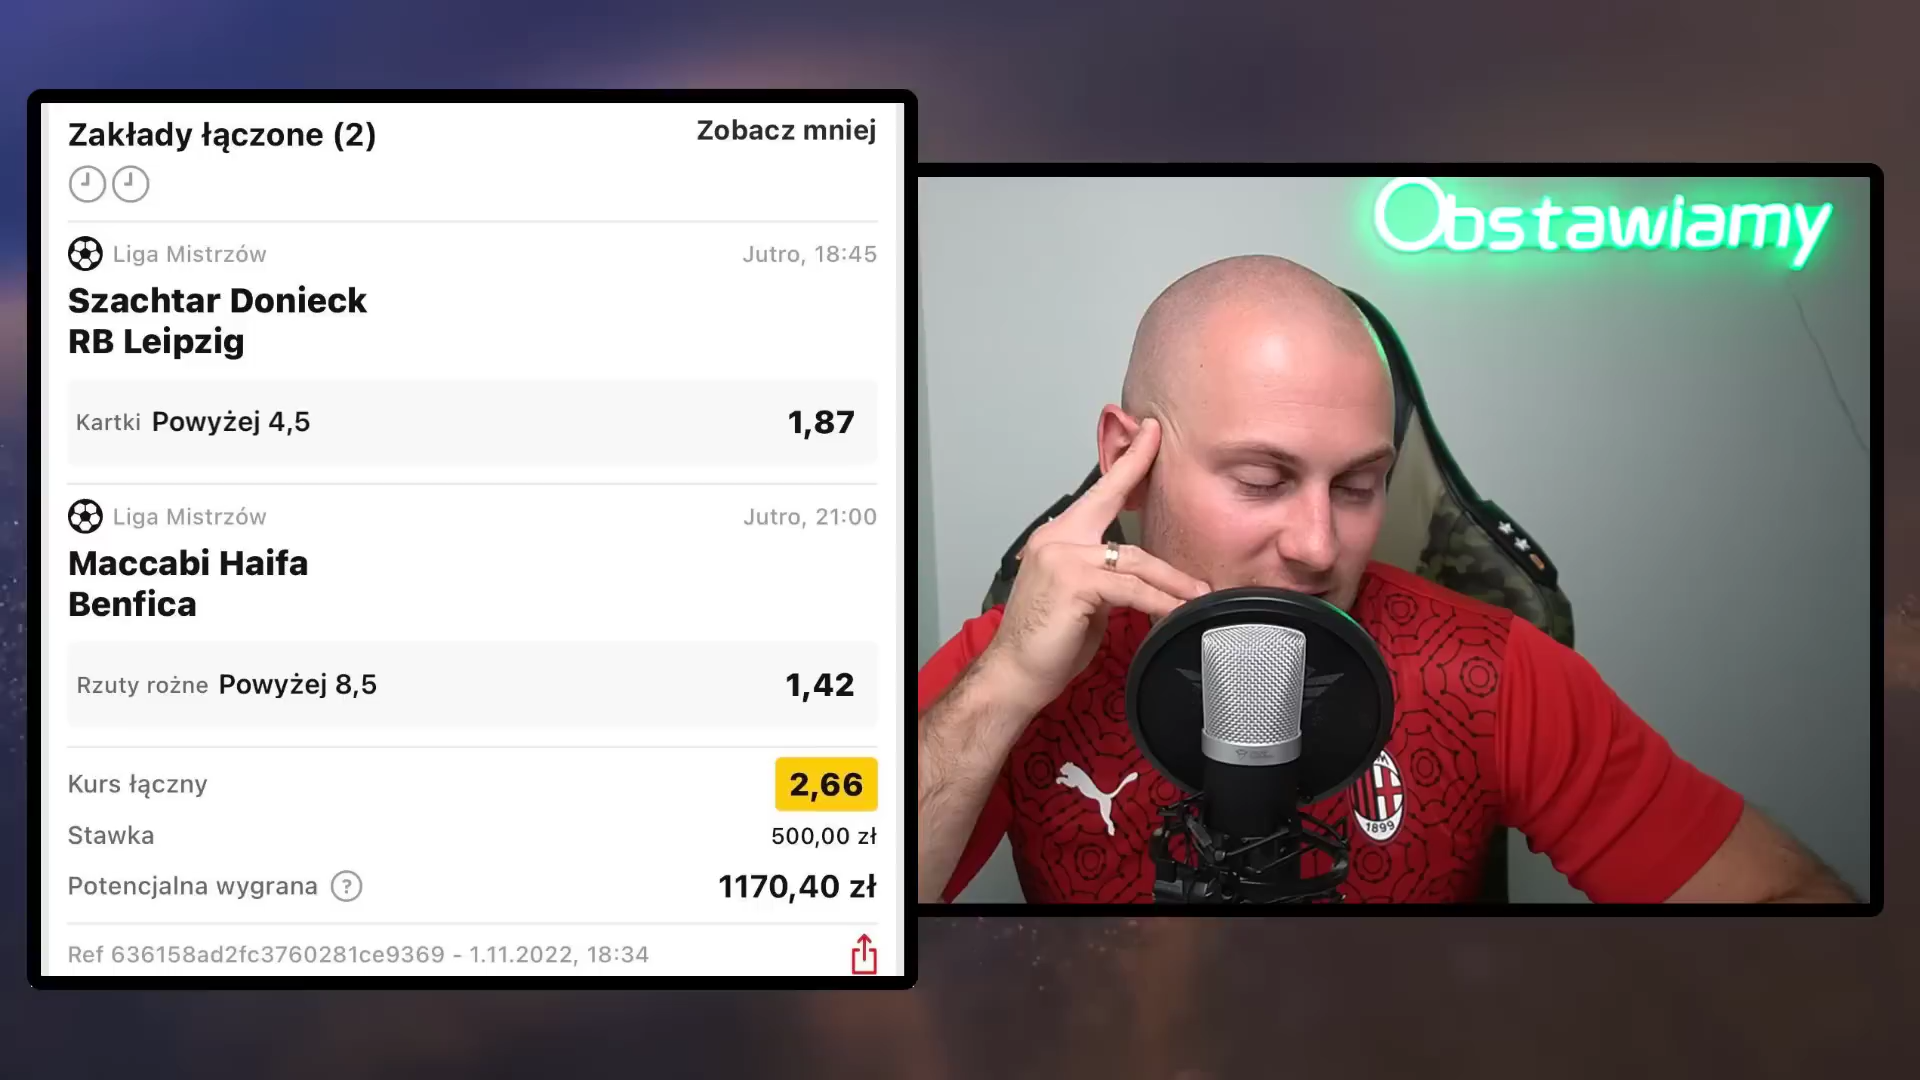 Zakłady łączone (2)
Zobacz mniej
Liga Mistrzów
Jutro, 18:45
Szachtar Donieck
RB Leipzig
Kartki Powyżej 4,5
1,87
Liga Mistrzów
Jutro, 21:00
Maccabi Haifa
Benfica
Rzuty rożne Powyżej 8,5
1,42
Kurs łączny
2,66
Stawka
500,00 zł
Potencjalna wygrana ?
1170,40 zł
Ref 636158ad2fc3760281ce9369 - 1.11.2022, 18:34
Obstawiamy
1899